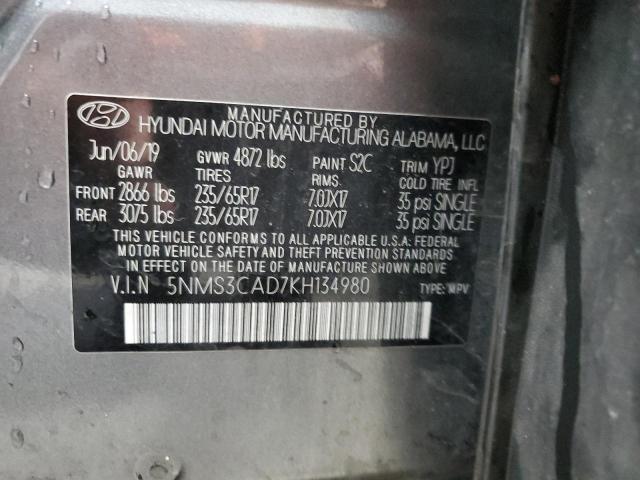 MANUFACTURED BY
HYUNDAI MOTOR MANUFACTURING ALABAMA, LLC
Jun/06/19 GVWR 4872 lbs PAINT S2C TRIM YPJ
GAWR TIRES RIMS COLD TIRE INFL
FRONT 2866 lbs 235/65R17 7.0JX17 35 psi SINGLE
REAR 3075 lbs 235/65R17 7.0JX17 35 psi SINGLE
THIS VEHICLE CONFORMS TO ALL APPLICABLE U.S.A. FEDERAL
MOTOR VEHICLE SAFETY, BUMPER, AND THEFT PREVENTION STANDARDS
IN EFFECT ON THE DATE OF MANUFACTURE SHOWN ABOVE.
V.I.N 5NMS3CAD7KH134980 TYPE: MPV